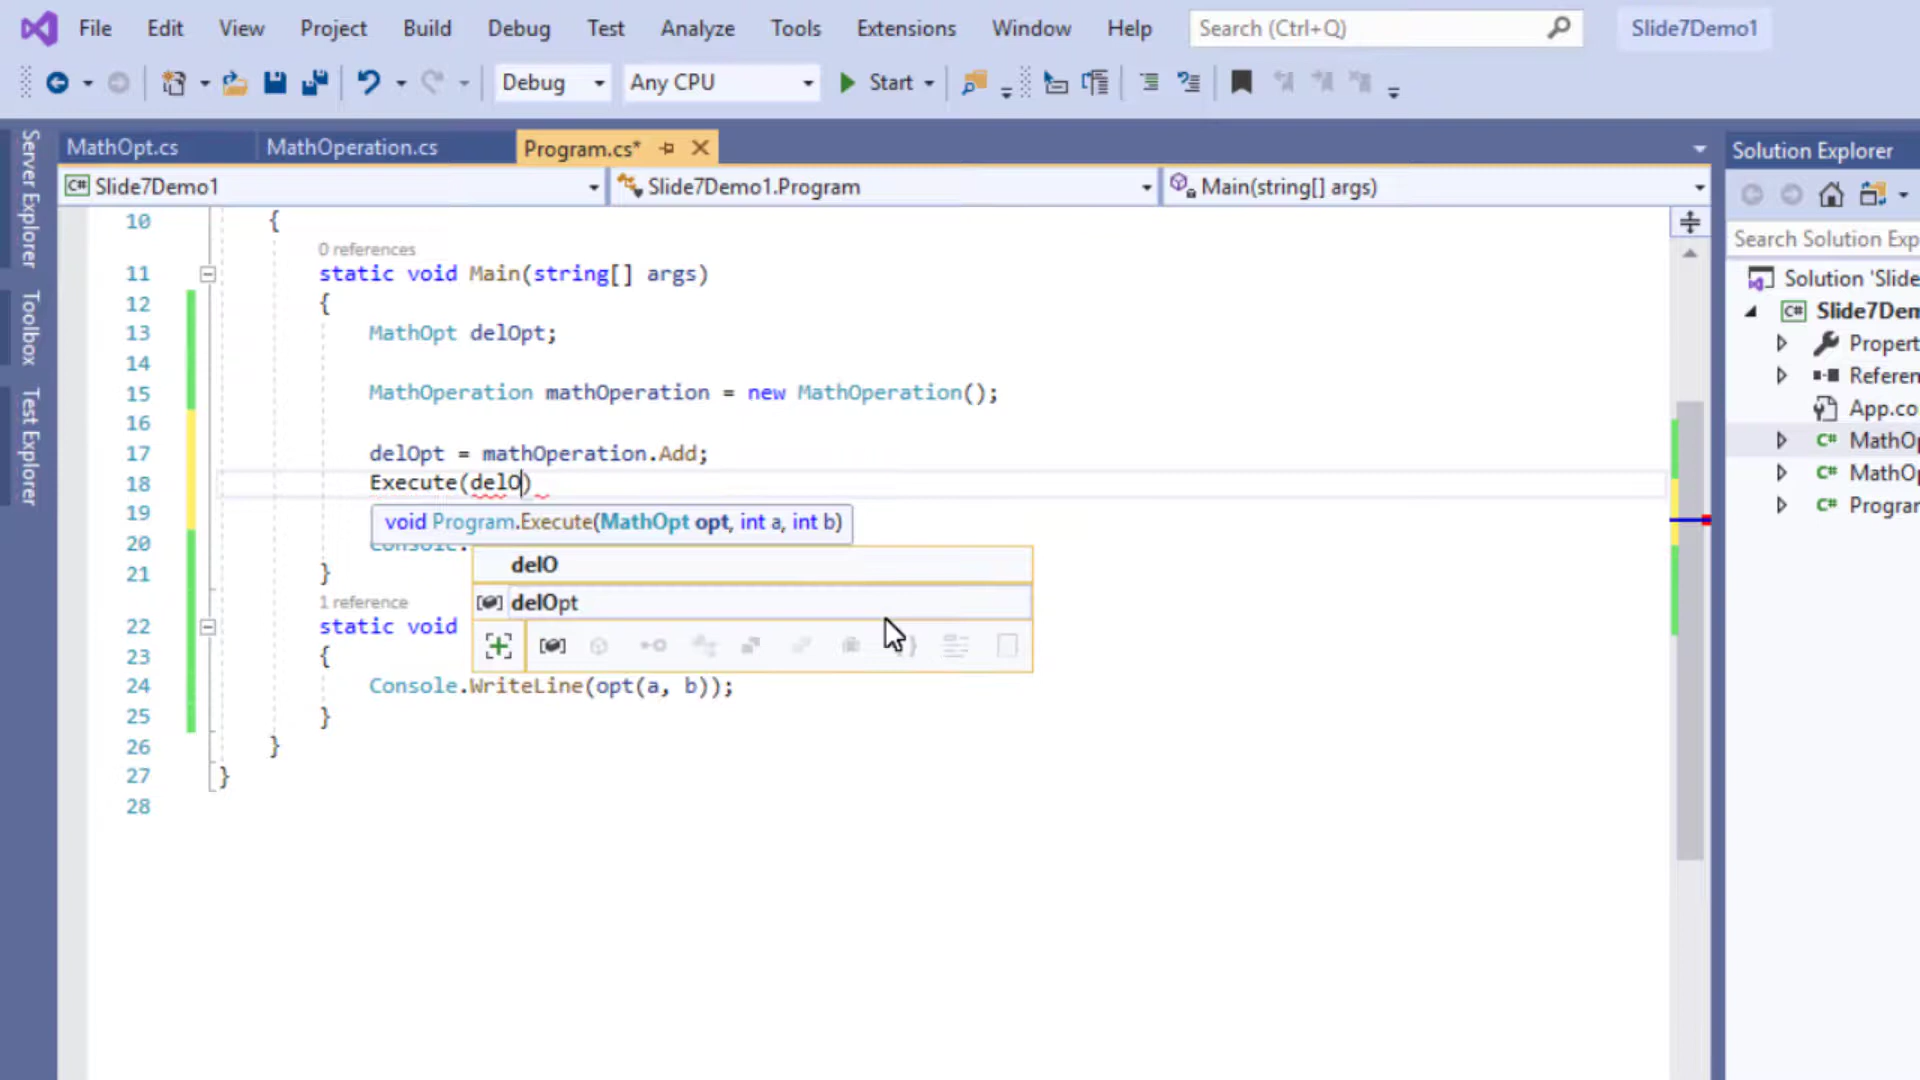 File Edit View Project Build Debug Test Analyze Tools Extensions Window Help Search (Ctrl+Q) Slide7Demo1
Debug Any CPU Start
MathOpt.cs MathOperation.cs Program.cs*
Slide7Demo1 Slide7Demo1.Program Main(string[] args)
Server Explorer
Toolbox
Test Explorer
10 {
0 references
11 static void Main(string[] args)
12 {
13 MathOpt delOpt;
14
15 MathOperation mathOperation = new MathOperation();
16
17 delOpt = mathOperation.Add;
18 Execute(delO)
19 void Program.Execute(MathOpt opt, int a, int b)
20 Console.
delO
21 }
delOpt
1 reference
22 static void
23 {
24 Console.WriteLine(opt(a, b));
25 }
26 }
27 }
28
Solution Explorer
Search Solution Exp
Solution 'Slide
C# Slide7Dem
Propert
Referen
App.co
C# MathOp
C# MathOp
C# Program